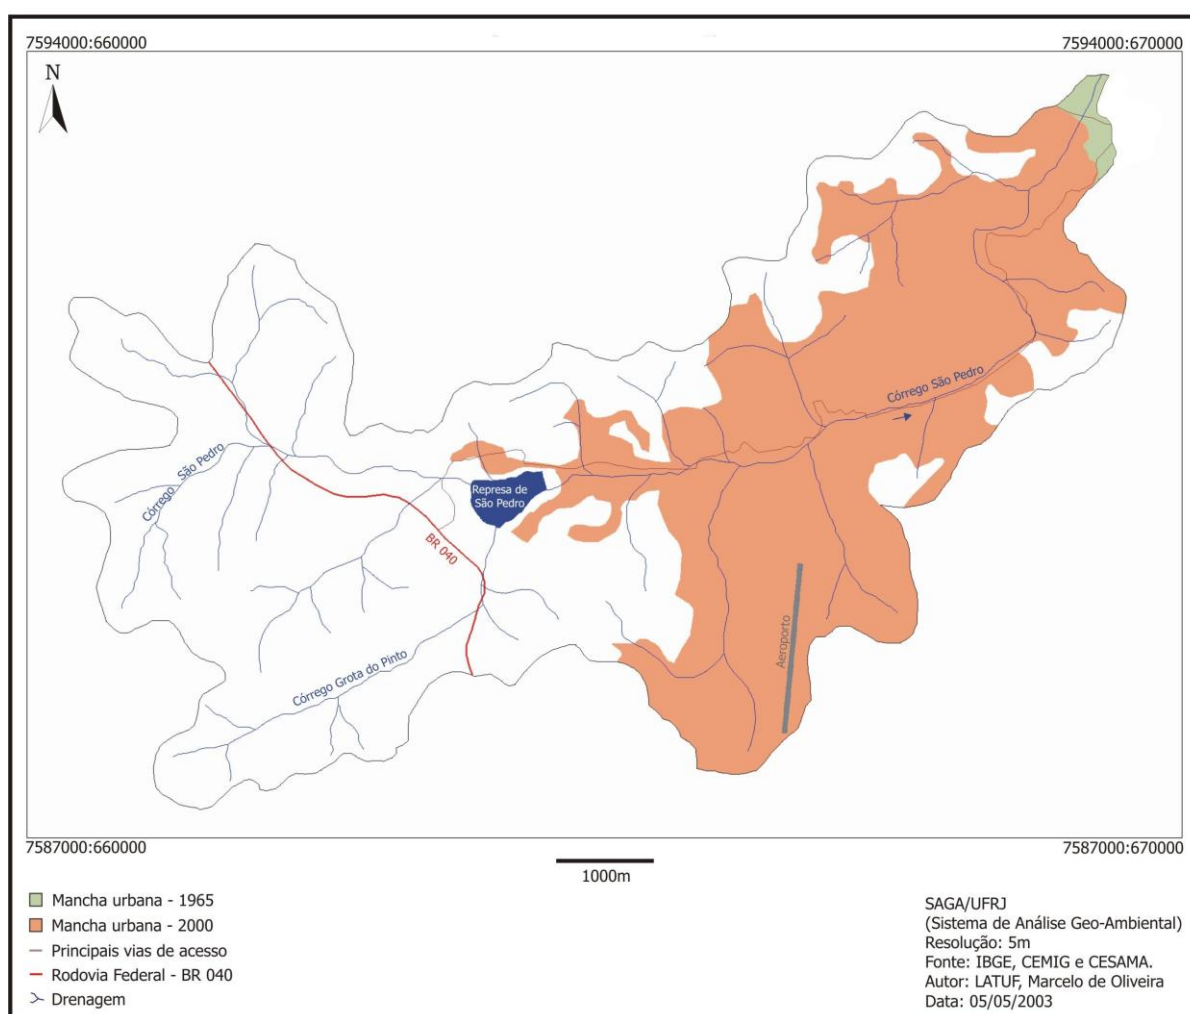 7594000:660000
7594000:670000
N
Córrego São Pedro
Córrego São Pedro
Represa de
São Pedro
BR 040
Aeroporto
Córrego Grota do Pinto
7587000:660000
7587000:670000
1000m
Mancha urbana - 1965
Mancha urbana - 2000
Principais vias de acesso
Rodovia Federal - BR 040
Drenagem
SAGA/UFRJ
(Sistema de Análise Geo-Ambiental)
Resolução: 5m
Fonte: IBGE, CEMIG e CESAMA.
Autor: LATUF, Marcelo de Oliveira
Data: 05/05/2003